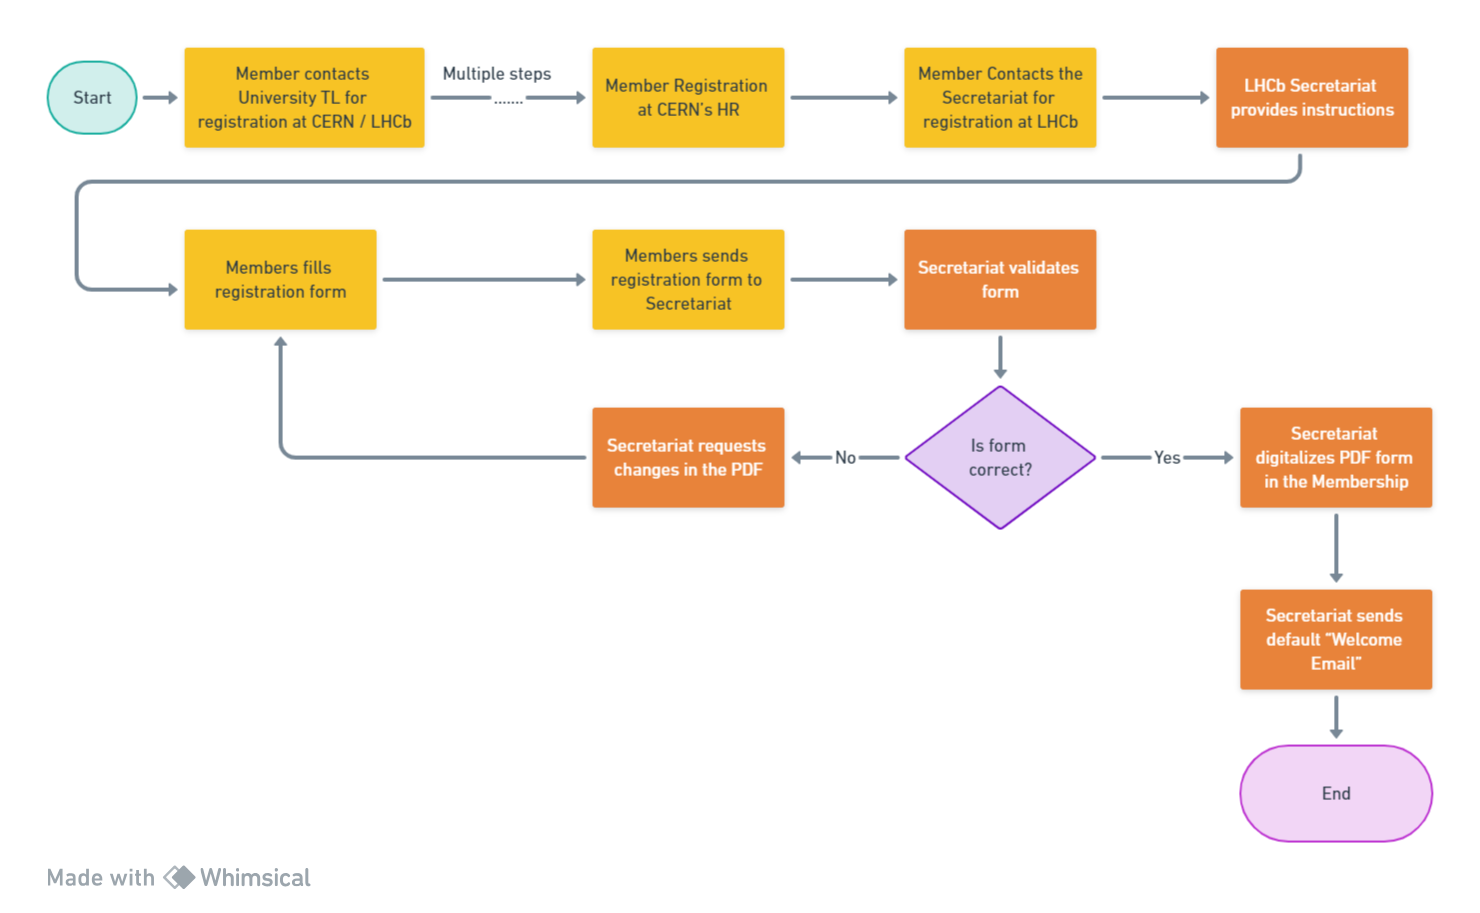 Start
Member contacts
University TL for
registration at CERN / LHCb
Multiple steps
.......
Member Registration
at CERN's HR
Member Contacts the
Secretariat for
registration at LHCb
LHCb Secretariat
provides instructions
Members fills
registration form
Members sends
registration form to
Secretariat
Secretariat validates
form
Secretariat requests
changes in the PDF
No
Is form
correct?
Yes
Secretariat
digitalizes PDF form
in the Membership
Secretariat sends
default “Welcome
Email”
End
Made with Whimsical